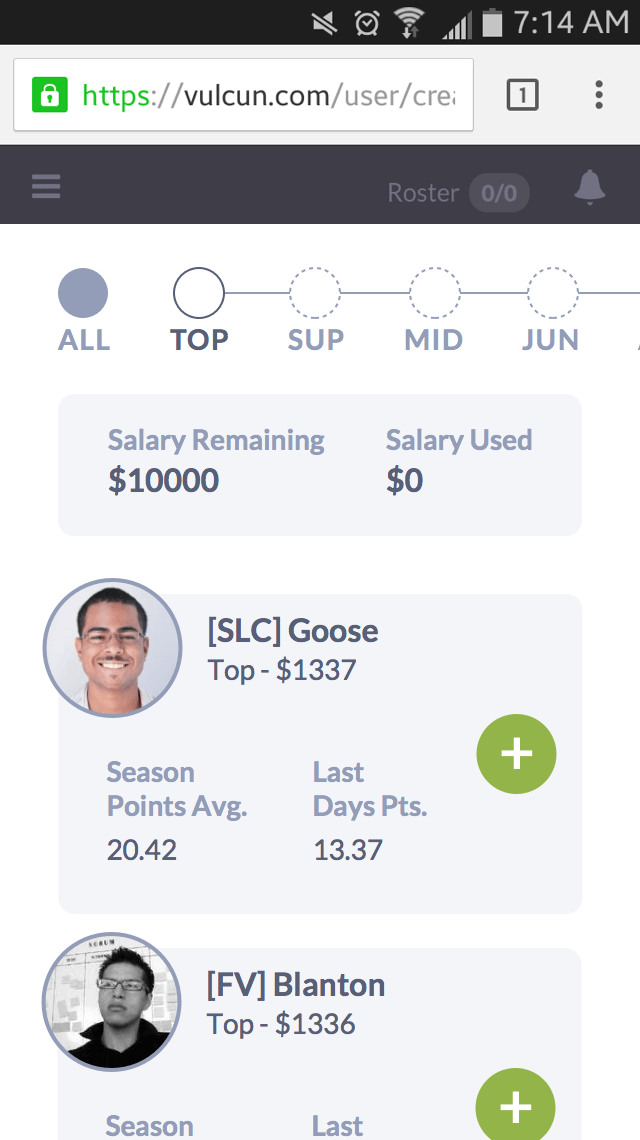 7:14 AM
https://vulcun.com/user/crea
1
Roster 0/0
ALL TOP SUP MID JUN
Salary Remaining Salary Used
$10000 $0
[SLC] Goose
Top - $1337
Season Last
Points Avg. Days Pts.
20.42 13.37
SCRUM
[FV] Blanton
Top - $1336
Season Last